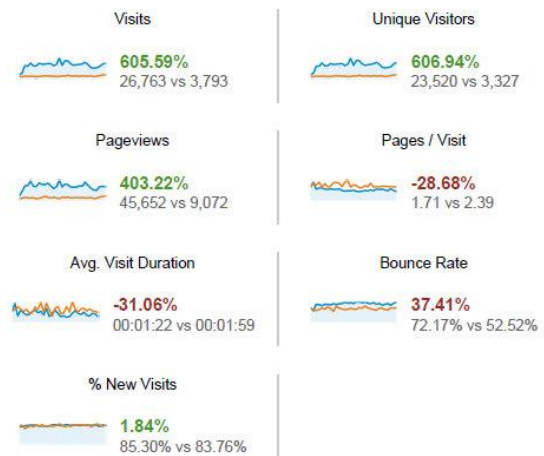 Visits
605.59%
26,763 vs 3,793
Unique Visitors
606.94%
23,520 vs 3,327
Pageviews
403.22%
45,652 vs 9,072
Pages / Visit
-28.68%
1.71 vs 2.39
Avg. Visit Duration
-31.06%
00:01:22 vs 00:01:59
Bounce Rate
37.41%
72.17% vs 52.52%
% New Visits
1.84%
85.30% vs 83.76%